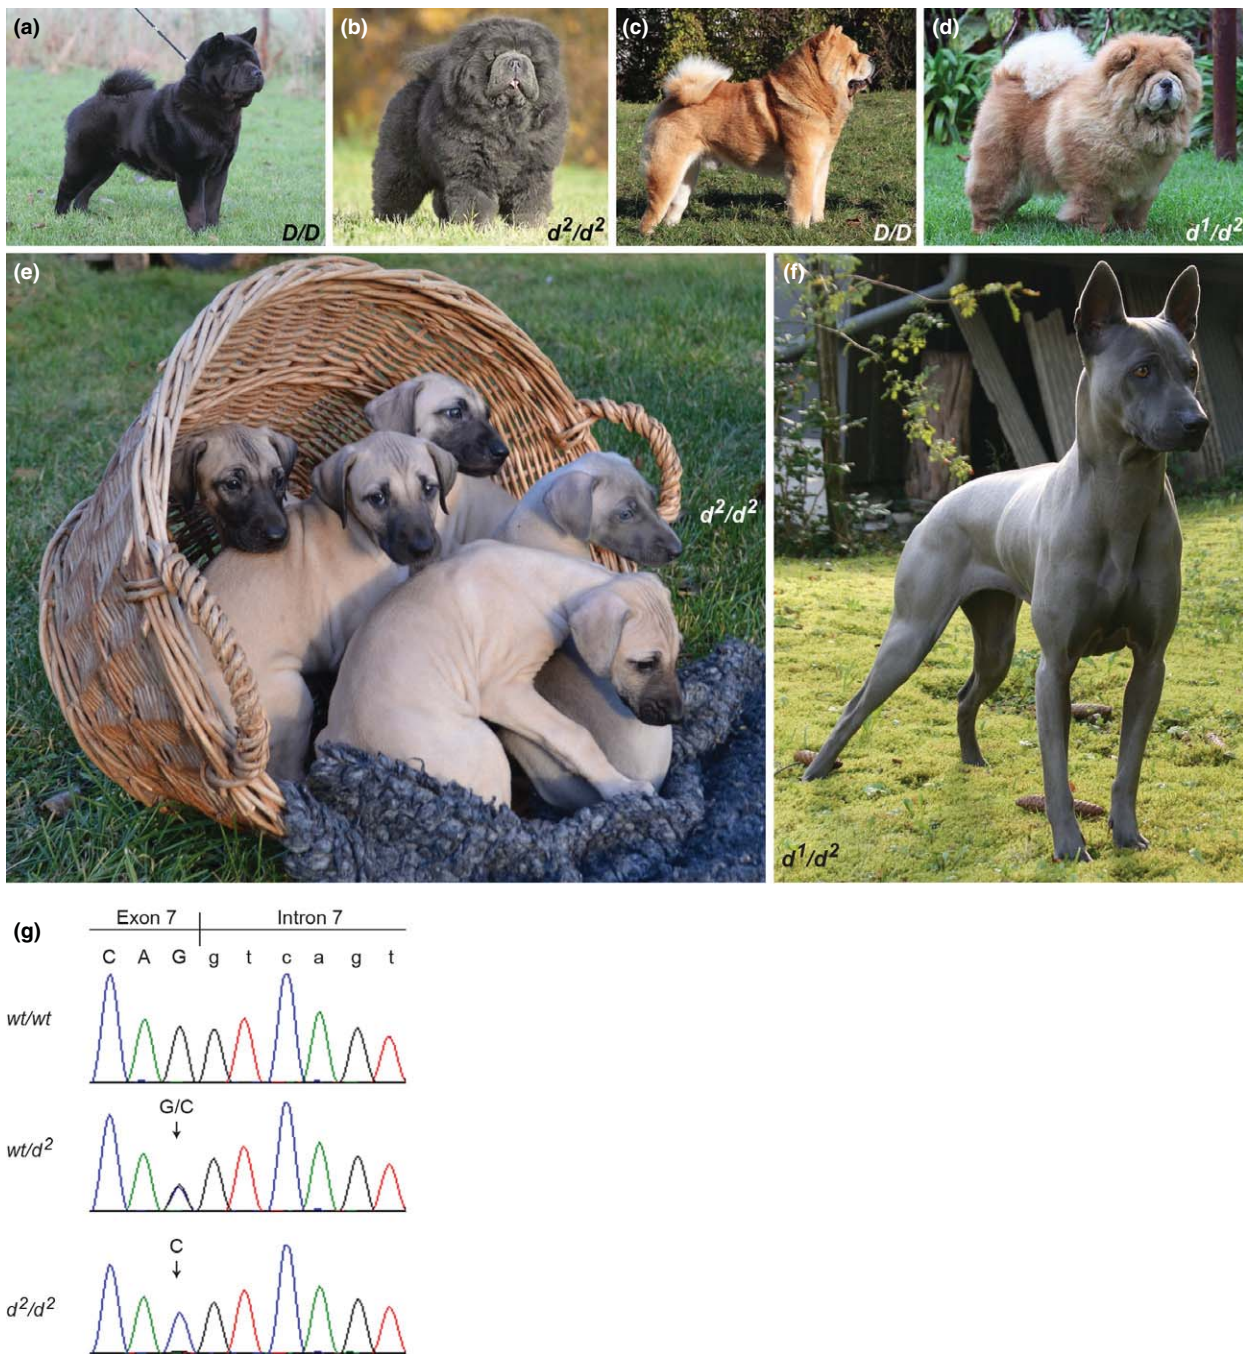 (a)
D/D
(b)
d²/d²
(c)
D/D
(d)
d¹/d²
(e)
d²/d²
(f)
d¹/d²
(g)
Exon 7 Intron 7
C A G g t c a g t
wt/wt
G/C
wt/d²
C
d²/d²